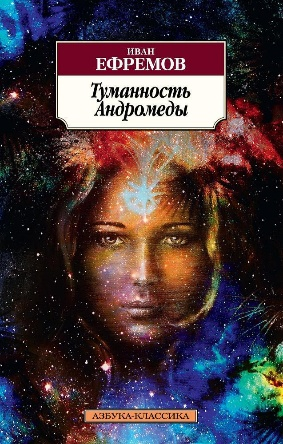 ИВАН
ЕФРЕМОВ
Туманность
Андромеды
АЗБУКА-КЛАССИКА